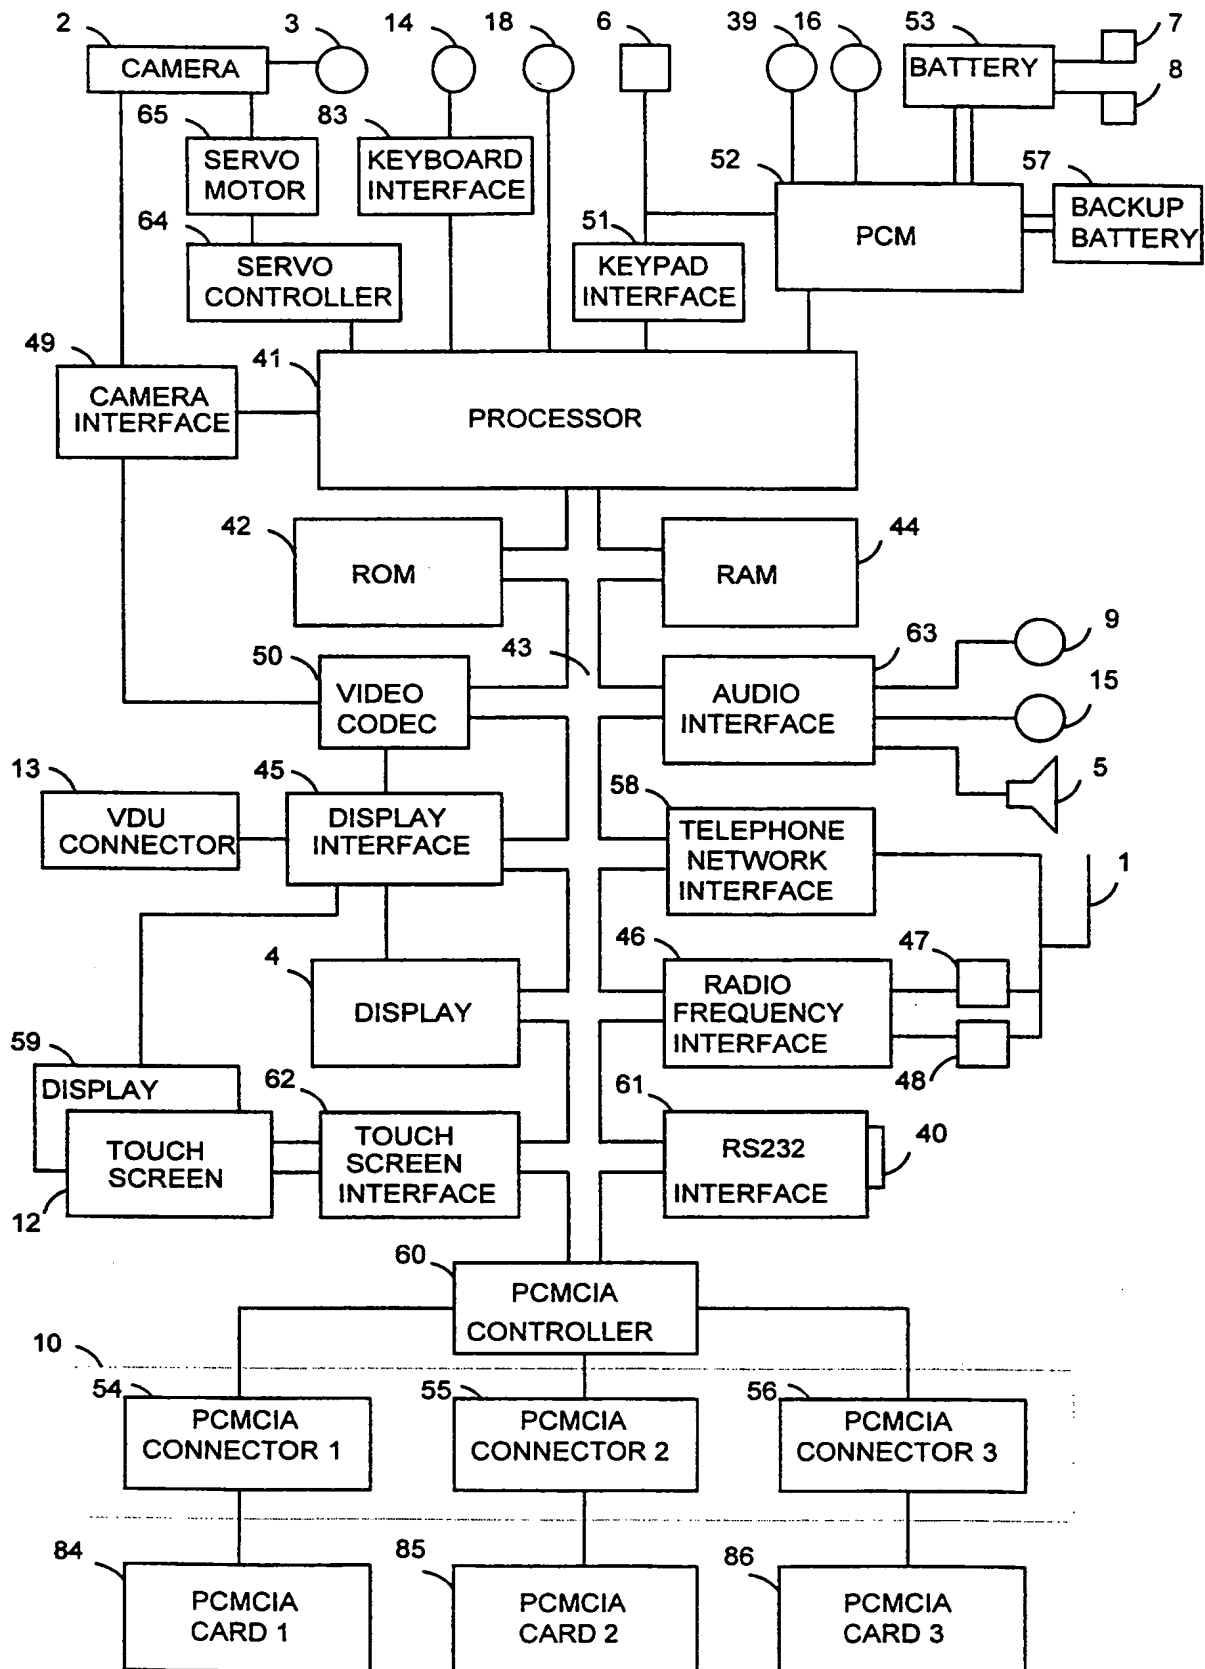 2
3
14
18
6
39
16
53
7
CAMERA
BATTERY
8
65
83
52
57
SERVO
MOTOR
KEYBOARD
INTERFACE
PCM
BACKUP
BATTERY
64
51
SERVO
CONTROLLER
KEYPAD
INTERFACE
49
41
CAMERA
INTERFACE
PROCESSOR
42
44
ROM
RAM
50
43
63
9
VIDEO
CODEC
AUDIO
INTERFACE
15
13
45
58
5
VDU
CONNECTOR
DISPLAY
INTERFACE
TELEPHONE
NETWORK
INTERFACE
1
4
46
47
DISPLAY
RADIO
FREQUENCY
INTERFACE
59
62
61
48
DISPLAY
TOUCH
SCREEN
TOUCH
SCREEN
INTERFACE
RS232
INTERFACE
40
12
60
PCMCIA
CONTROLLER
10
54
55
56
PCMCIA
CONNECTOR 1
PCMCIA
CONNECTOR 2
PCMCIA
CONNECTOR 3
84
85
86
PCMCIA
CARD 1
PCMCIA
CARD 2
PCMCIA
CARD 3